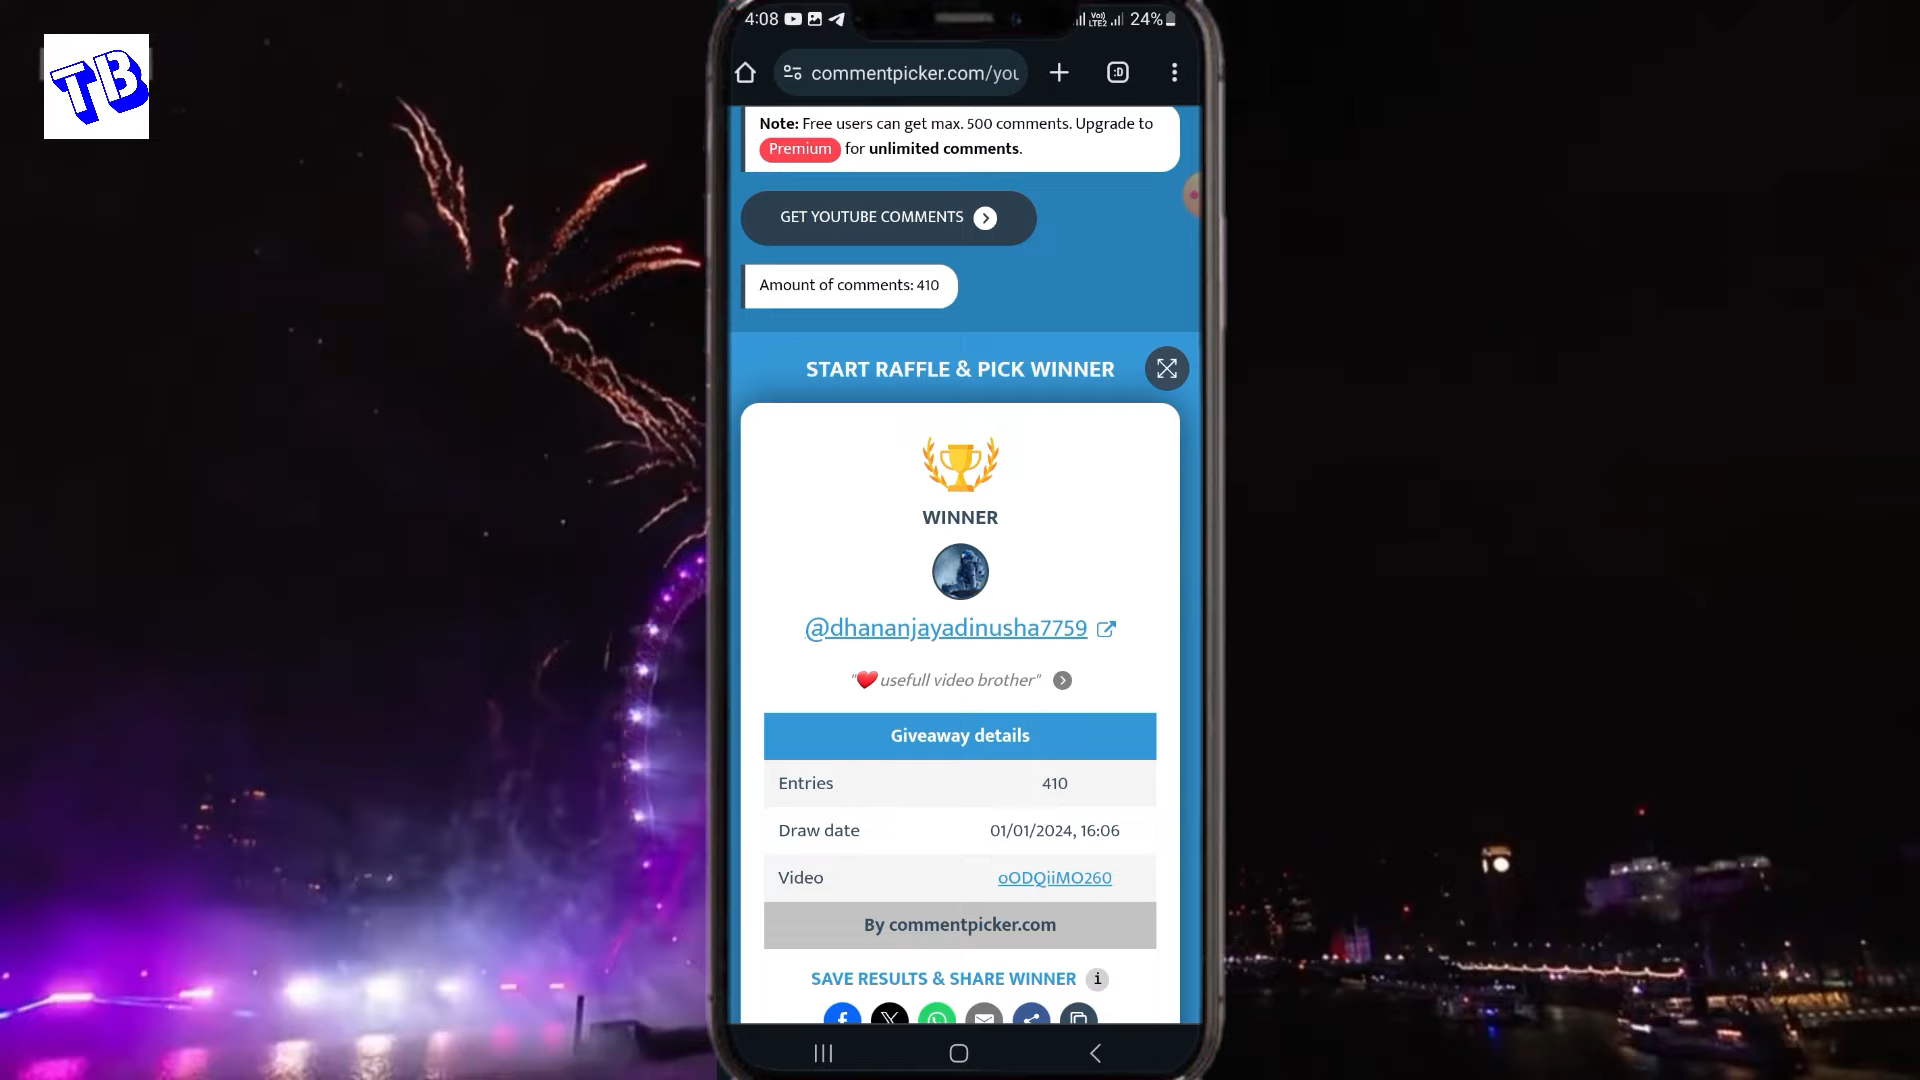 TB
4:08
Vo) LTE2 24%
commentpicker.com/you
:D
Note: Free users can get max. 500 comments. Upgrade to
Premium for unlimited comments.
GET YOUTUBE COMMENTS
Amount of comments: 410
START RAFFLE & PICK WINNER
WINNER
@dhananjayadinusha7759
"❤️ usefull video brother"
Giveaway details
Entries 410
Draw date 01/01/2024, 16:06
Video oODQiiMO260
By commentpicker.com
SAVE RESULTS & SHARE WINNER i